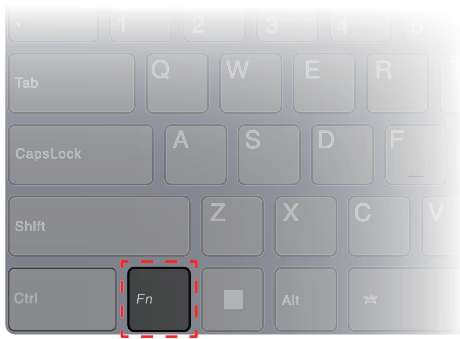 ` 1 2 3 4 5
Tab Q W E R
CapsLock A S D F
Shift Z X C V
Ctrl Fn Alt